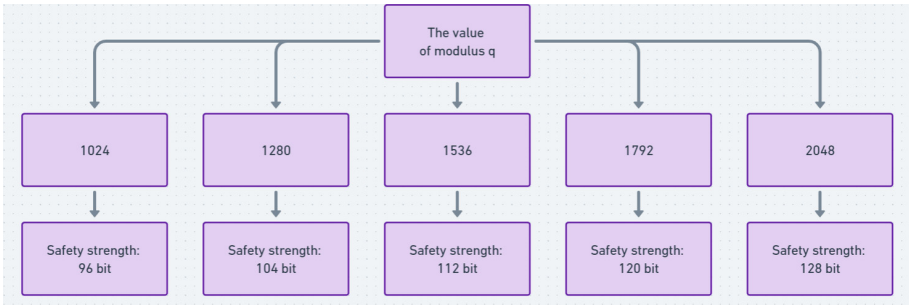 The value
of modulus q
1024
1280
1536
1792
2048
Safety strength:
96 bit
Safety strength:
104 bit
Safety strength:
112 bit
Safety strength:
120 bit
Safety strength:
128 bit